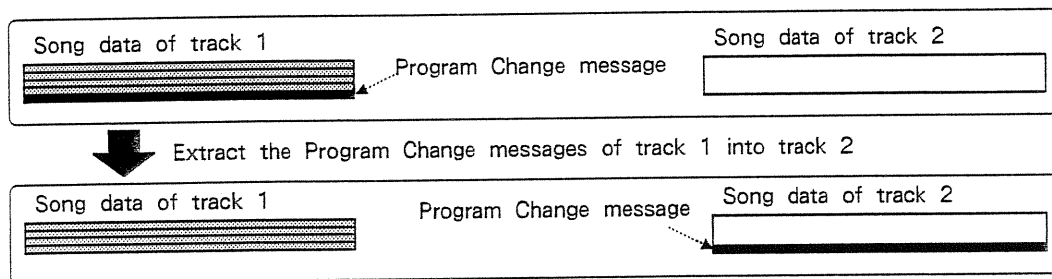 Song data of track 1
Song data of track 2
Program Change message
Extract the Program Change messages of track 1 into track 2
Song data of track 1
Song data of track 2
Program Change message